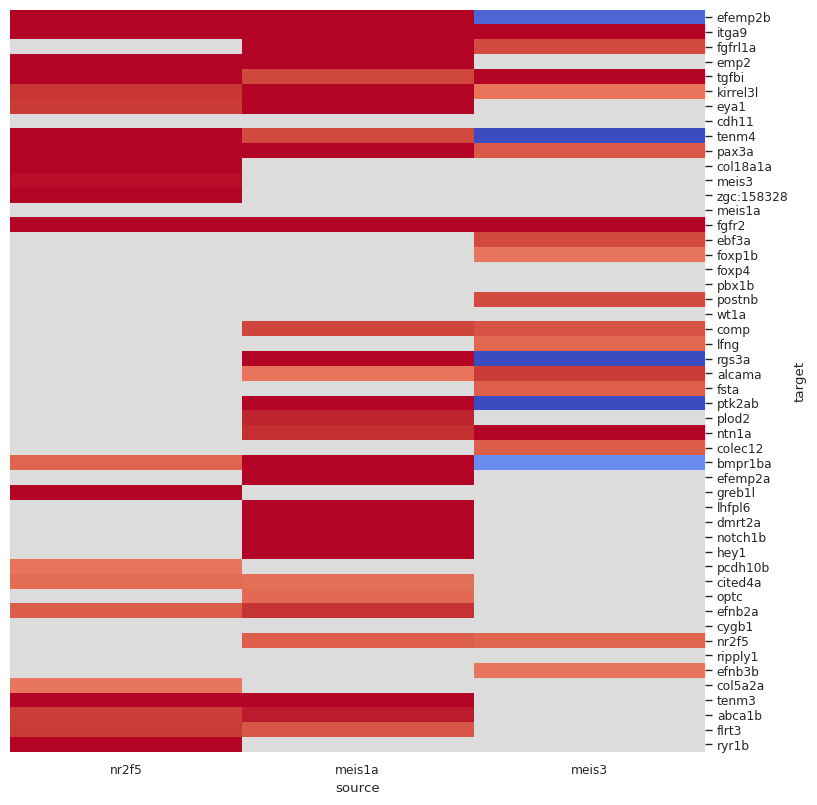 efemp2b
itga9
fgfrl1a
emp2
tgfbi
kirrel3l
eya1
cdh11
tenm4
pax3a
col18a1a
meis3
zgc:158328
meis1a
fgfr2
ebf3a
foxp1b
foxp4
pbx1b
postnb
wt1a
comp
lfng
rgs3a
alcama
fsta
ptk2ab
plod2
ntn1a
colec12
bmpr1ba
efemp2a
greb1l
lhfpl6
dmrt2a
notch1b
hey1
pcdh10b
cited4a
optc
efnb2a
cygb1
nr2f5
ripply1
efnb3b
col5a2a
tenm3
abca1b
flrt3
ryr1b
target
nr2f5 meis1a meis3
source